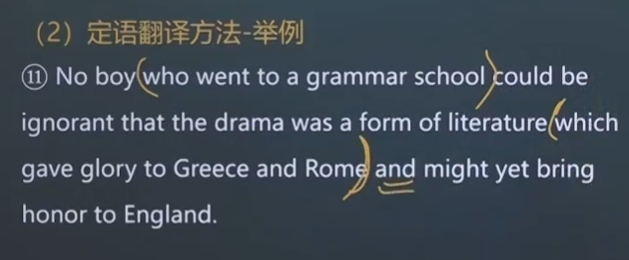 （2）定语翻译方法-举例
⑪ No boy who went to a grammar school could be
ignorant that the drama was a form of literature which
gave glory to Greece and Rome and might yet bring
honor to England.